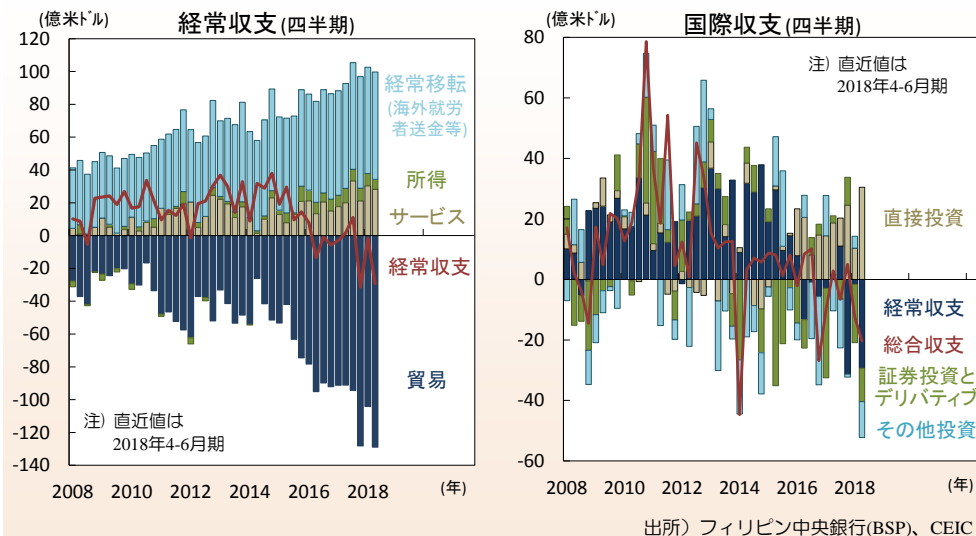 経常収支(四半期)
(億米ドル)
120
100
80
60
40
20
0
-20
-40
-60
-80
-100
-120
-140
経常移転
(海外就労
者送金等)
所得
サービス
経常収支
貿易
注) 直近値は
2018年4-6月期
2008 2010 2012 2014 2016 2018 (年)
国際収支(四半期)
(億米ドル)
80
60
40
20
0
-20
-40
-60
注) 直近値は
2018年4-6月期
直接投資
経常収支
総合収支
証券投資と
デリバティブ
その他投資
2008 2010 2012 2014 2016 2018 (年)
出所）フィリピン中央銀行(BSP)、CEIC